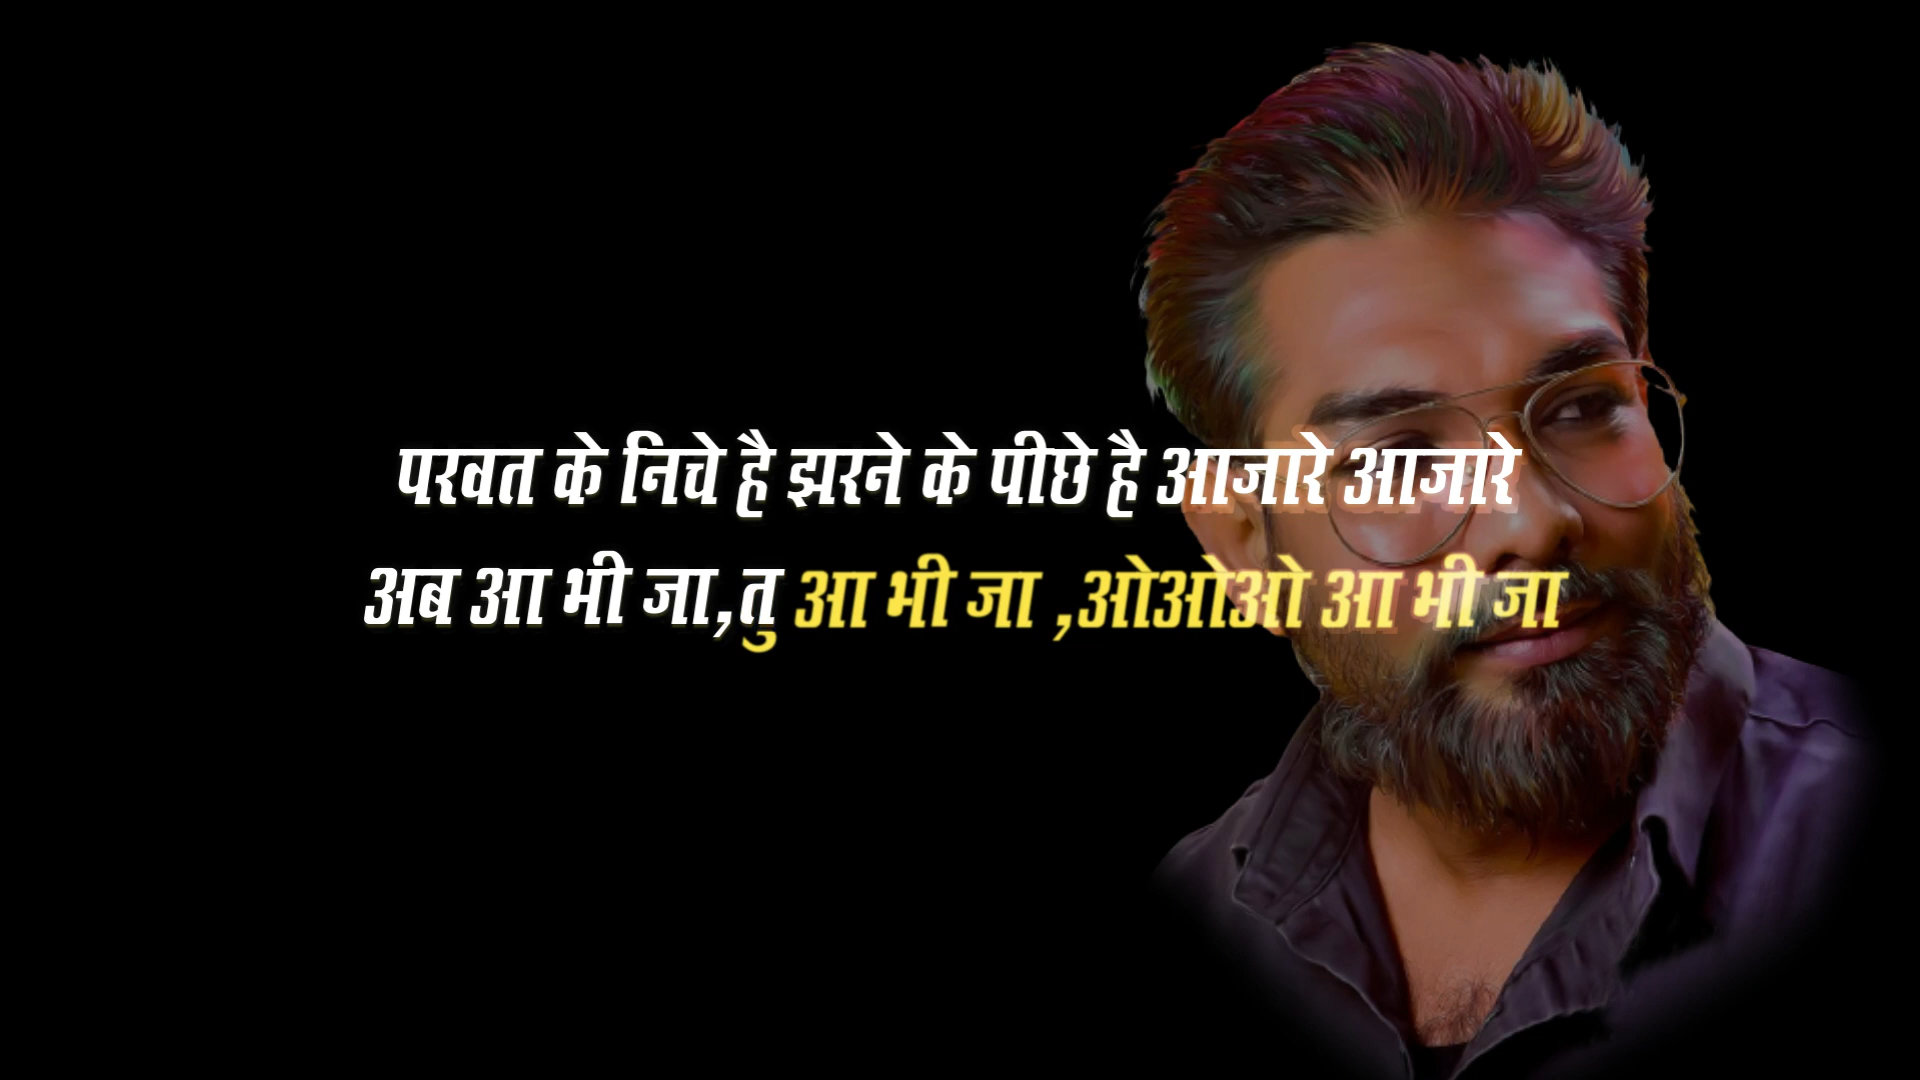 परवत के निचे है झरने के पीछे है आजारे आजारे
अब आ भी जा,तु आ भी जा ,ओओओ आ भी जा